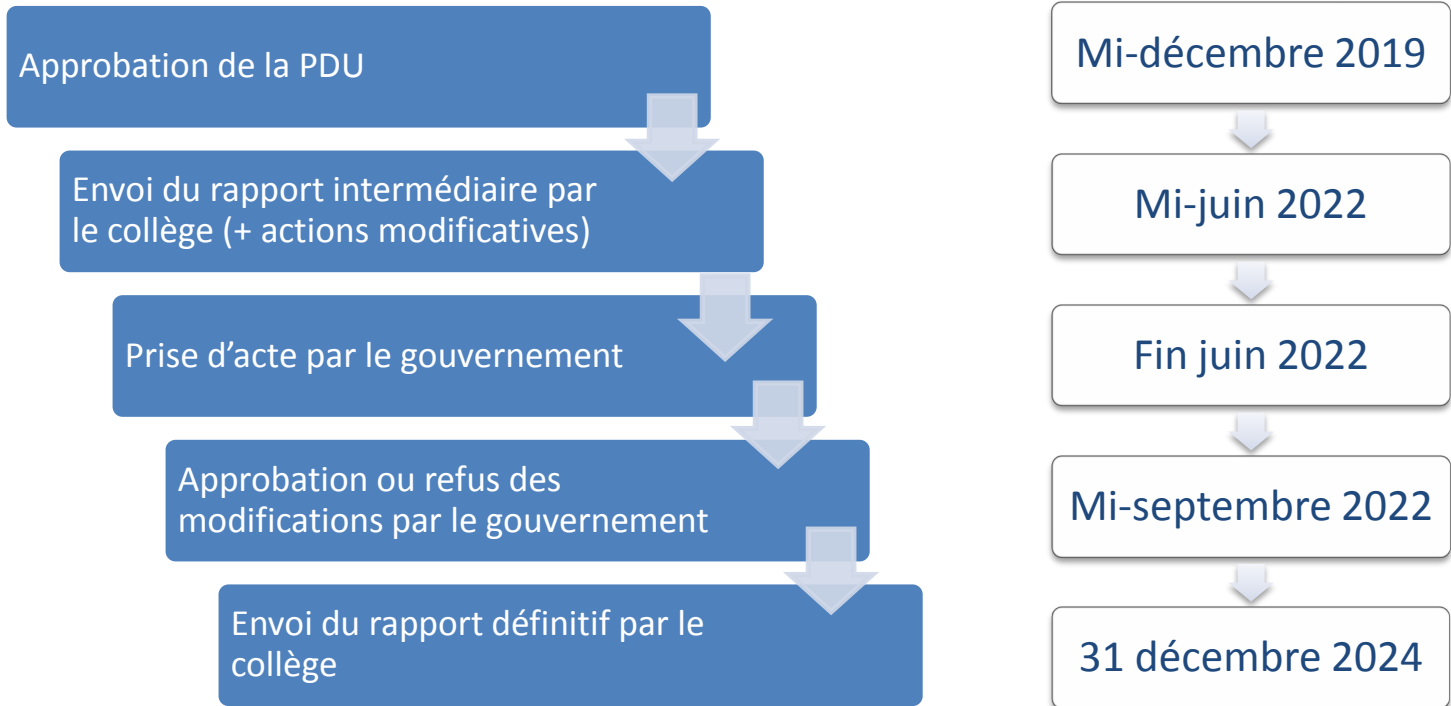 Approbation de la PDU
Mi-décembre 2019
Envoi du rapport intermédiaire par
le collège (+ actions modificatives)
Mi-juin 2022
Prise d’acte par le gouvernement
Fin juin 2022
Approbation ou refus des
modifications par le gouvernement
Mi-septembre 2022
Envoi du rapport définitif par le
collège
31 décembre 2024